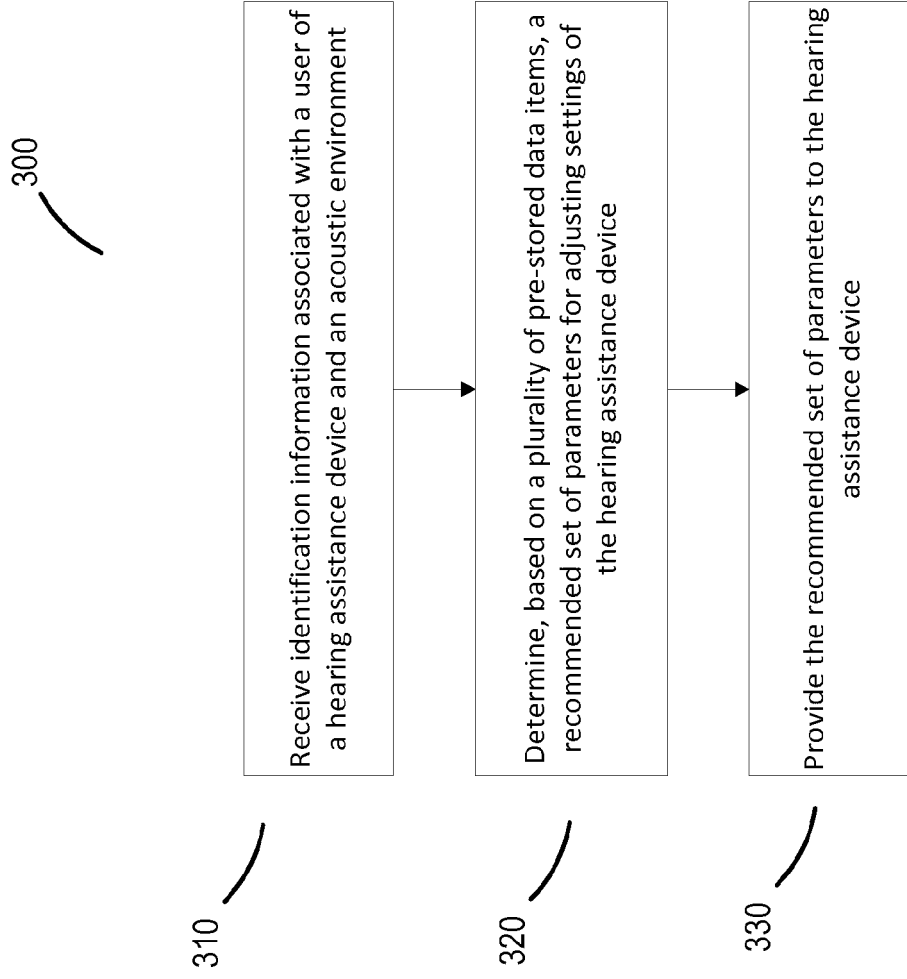 300
310
Receive identification information associated with a user of
a hearing assistance device and an acoustic environment
320
Determine, based on a plurality of pre-stored data items, a
recommended set of parameters for adjusting settings of
the hearing assistance device
330
Provide the recommended set of parameters to the hearing
assistance device